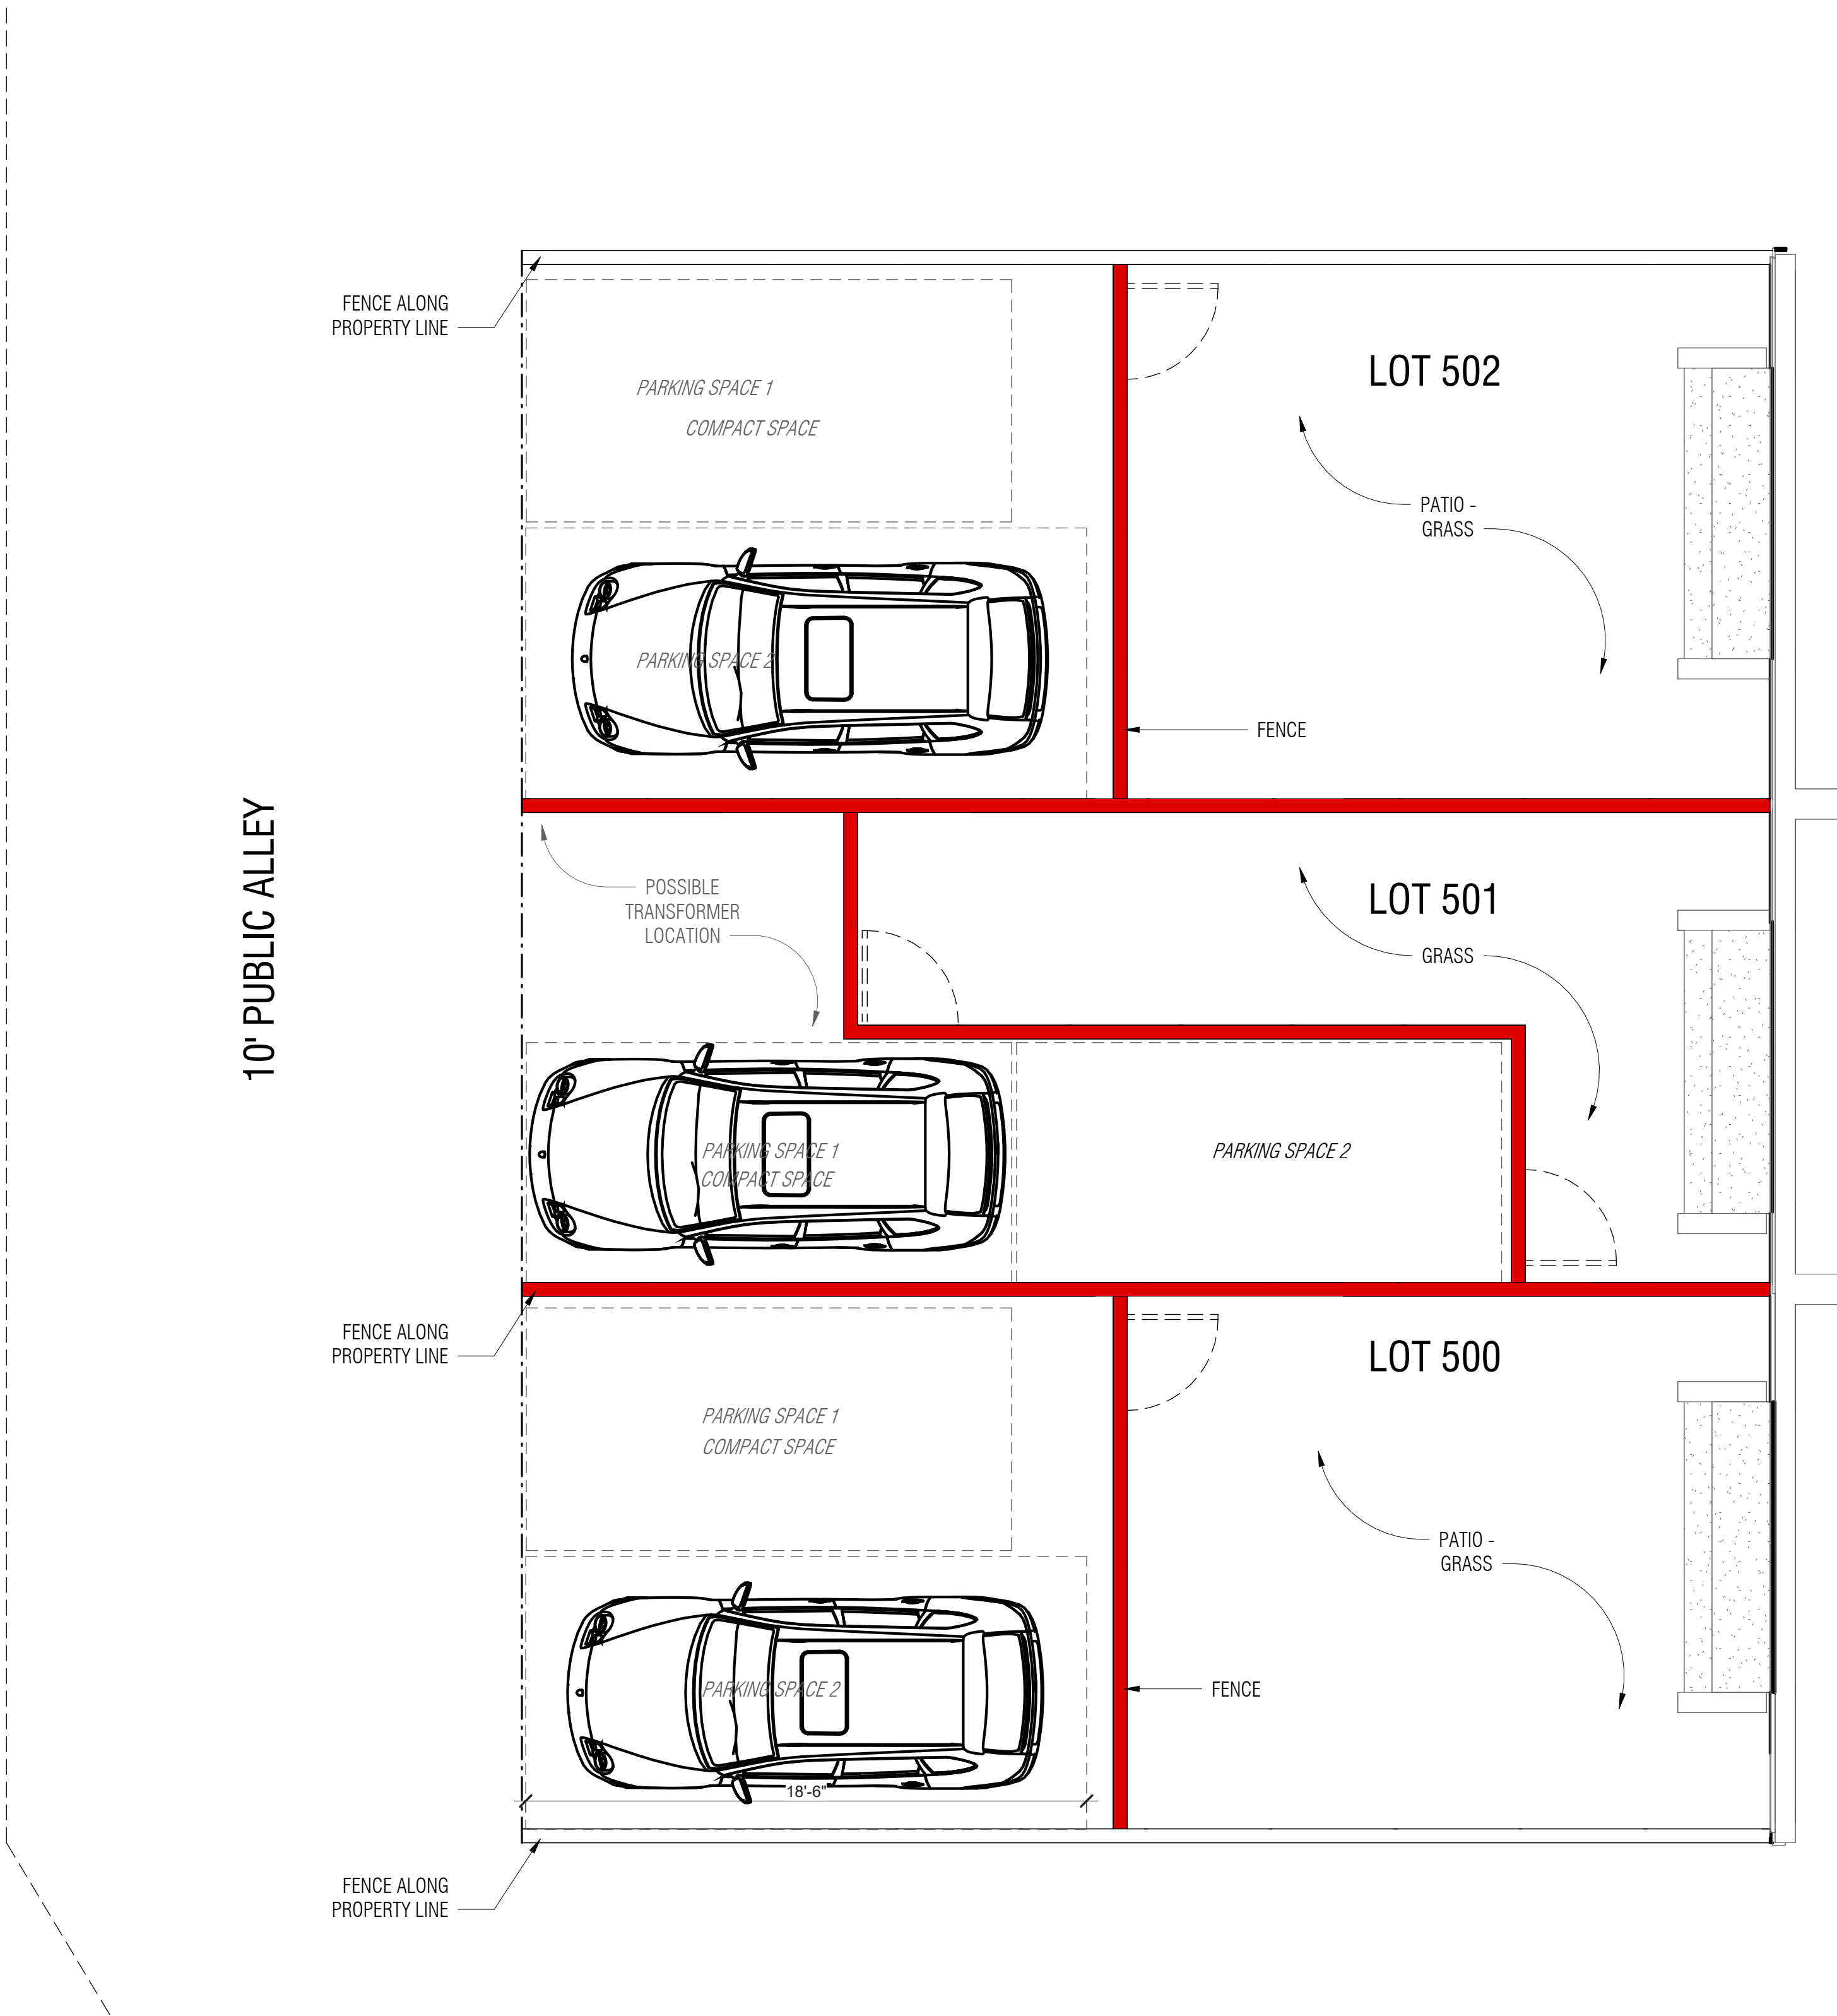 FENCE ALONG
PROPERTY LINE
PARKING SPACE 1
COMPACT SPACE
LOT 502
PATIO -
GRASS
PARKING SPACE 2
FENCE
10' PUBLIC ALLEY
POSSIBLE
TRANSFORMER
LOCATION
LOT 501
GRASS
PARKING SPACE 1
COMPACT SPACE
PARKING SPACE 2
FENCE ALONG
PROPERTY LINE
LOT 500
PARKING SPACE 1
COMPACT SPACE
PATIO -
GRASS
PARKING SPACE 2
FENCE
18'-6"
FENCE ALONG
PROPERTY LINE